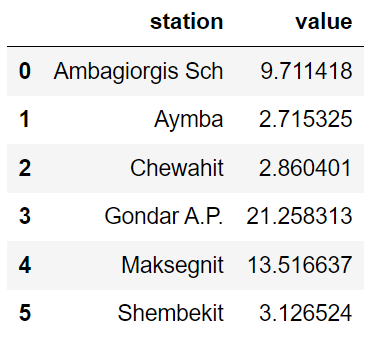 station value
0 Ambagiorgis Sch 9.711418
1 Aymba 2.715325
2 Chewahit 2.860401
3 Gondar A.P. 21.258313
4 Maksegnit 13.516637
5 Shembekit 3.126524